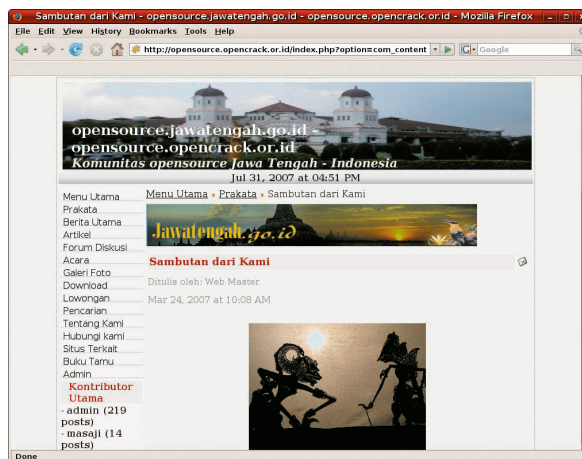 Sambutan dari Kami - opensource.jawatengah.go.id - opensource.opencrack.or.id - Mozilla Firefox
File Edit View History Bookmarks Tools Help
http://opensource.opencrack.or.id/index.php?option=com_content
Google
opensource.jawatengah.go.id -
opensource.opencrack.or.id
Komunitas opensource Jawa Tengah - Indonesia
Jul 31, 2007 at 04:51 PM
Menu Utama
Prakata
Berita Utama
Artikel
Forum Diskusi
Acara
Galeri Foto
Download
Lowongan
Pencarian
Tentang Kami
Hubungi kami
Situs Terkait
Buku Tamu
Admin
Kontributor
Utama
- admin (219
posts)
- masaji (14
posts)
Menu Utama Prakata Sambutan dari Kami
Jawatengah.go.id
Sambutan dari Kami
Ditulis oleh: Web Master
Mar 24, 2007 at 10:08 AM
Done